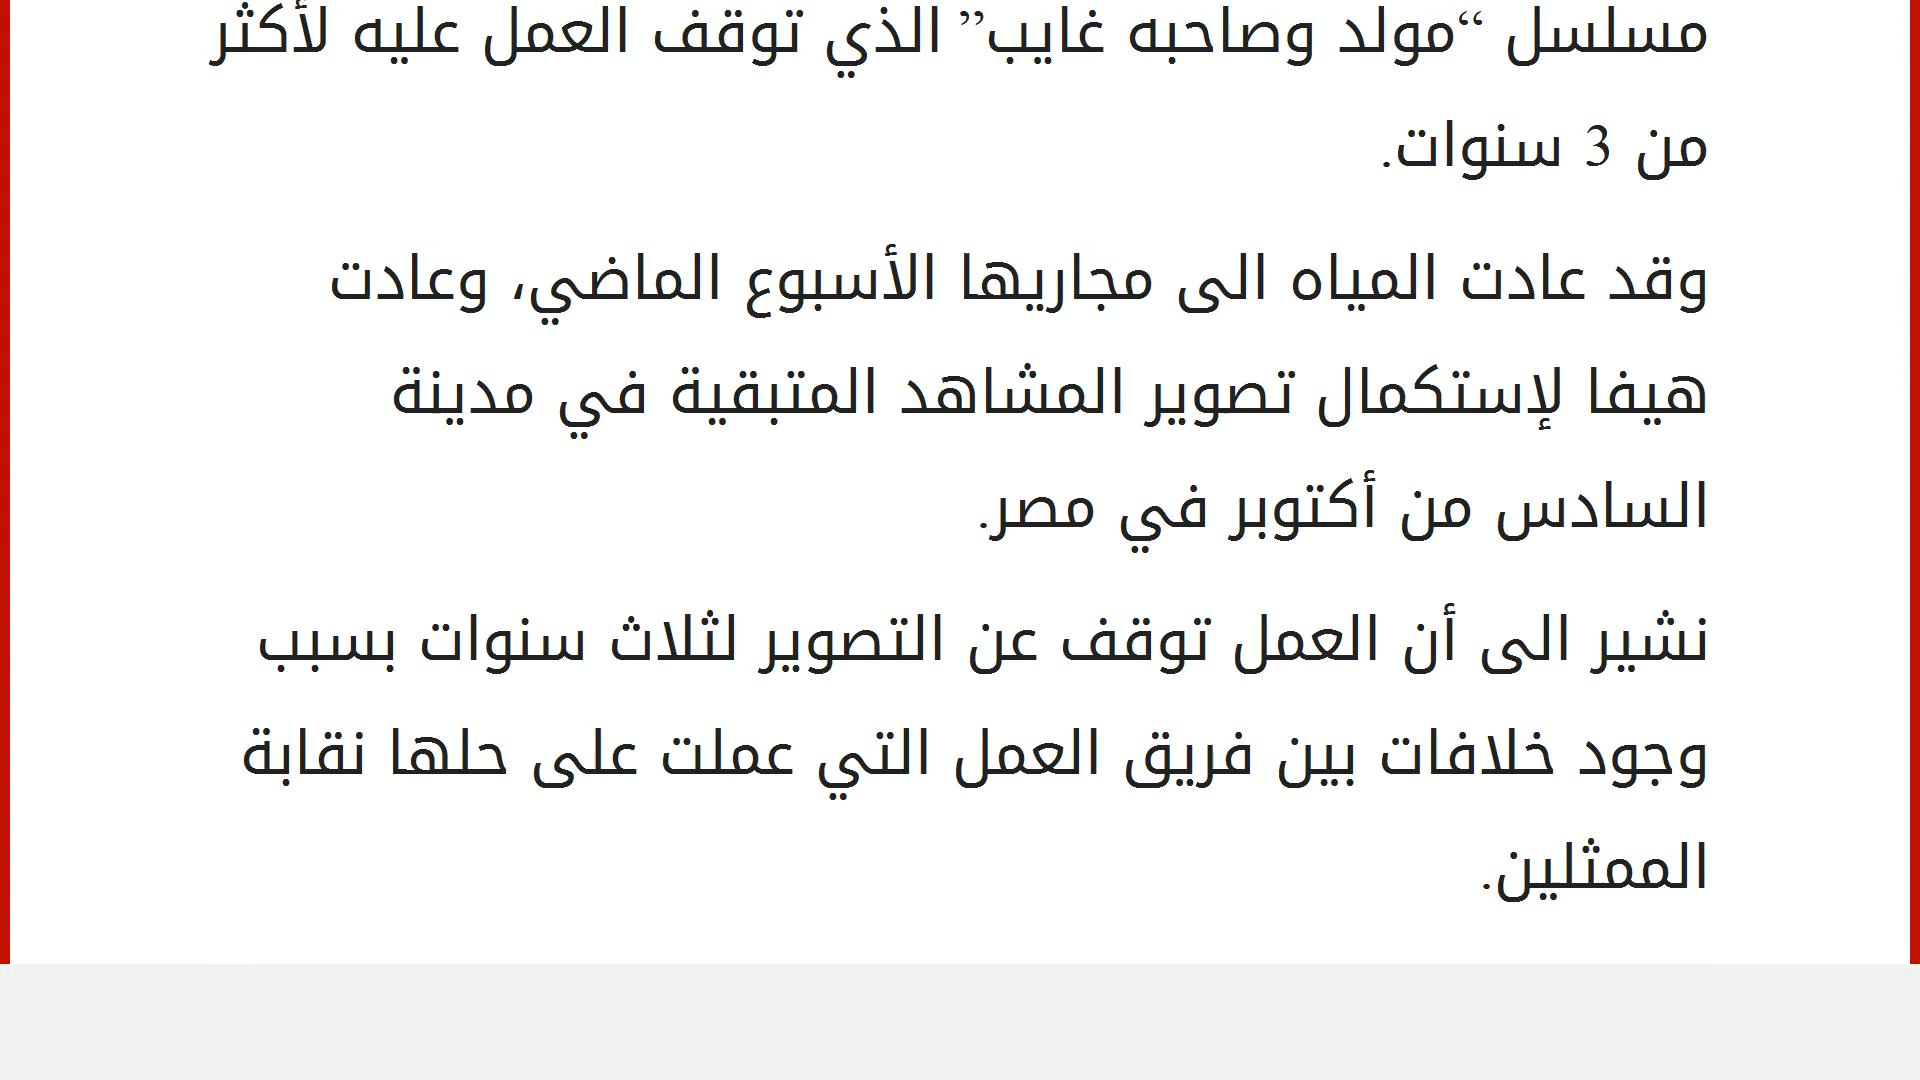 مسلسل “مولد وصاحبه غايب” الذي توقف العمل عليه لأكثر
من 3 سنوات.
وقد عادت المياه الى مجاريها الأسبوع الماضي، وعادت
هيفا لإستكمال تصوير المشاهد المتبقية في مدينة
السادس من أكتوبر في مصر.
نشير الى أن العمل توقف عن التصوير لثلاث سنوات بسبب
وجود خلافات بين فريق العمل التي عملت على حلها نقابة
الممثلين.